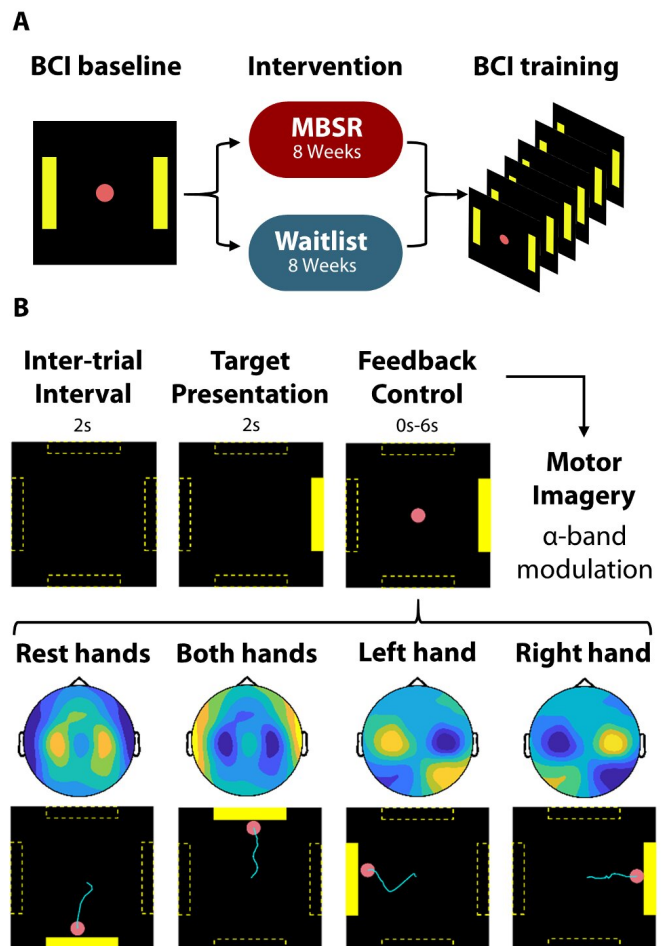 A
BCI baseline
Intervention
BCI training
MBSR
8 Weeks
Waitlist
8 Weeks
B
Inter-trial
Interval
2s
Target
Presentation
2s
Feedback
Control
0s-6s
Motor
Imagery
α-band
modulation
Rest hands
Both hands
Left hand
Right hand